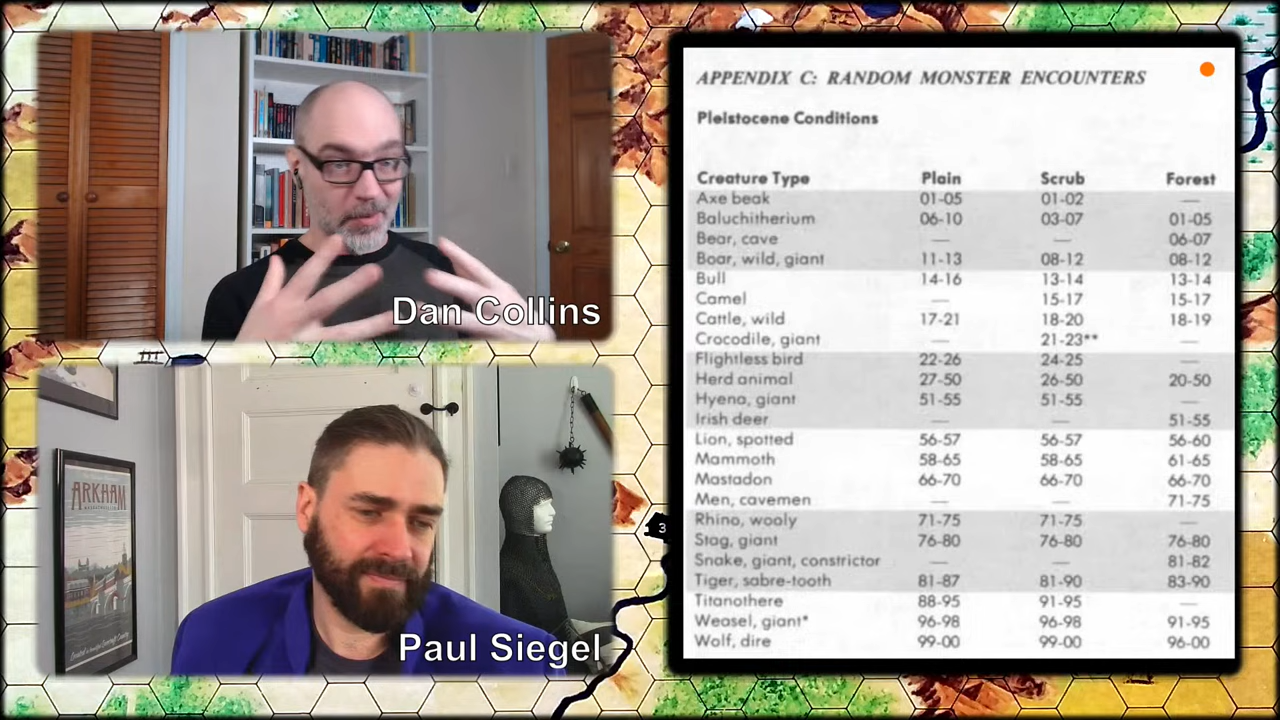 Dan Collins
ARKHAM
Paul Siegel
III
3
APPENDIX C: RANDOM MONSTER ENCOUNTERS
Pleistocene Conditions
Creature Type Plain Scrub Forest
Axe beak 01-05 01-02 —
Baluchitherium 06-10 03-07 01-05
Bear, cave — — 06-07
Boar, wild, giant 11-13 08-12 08-12
Bull 14-16 13-14 13-14
Camel — 15-17 15-17
Cattle, wild 17-21 18-20 18-19
Crocodile, giant — 21-23** —
Flightless bird 22-26 24-25 —
Herd animal 27-50 26-50 20-50
Hyena, giant 51-55 51-55 —
Irish deer — — 51-55
Lion, spotted 56-57 56-57 56-60
Mammoth 58-65 58-65 61-65
Mastadon 66-70 66-70 66-70
Men, cavemen — — 71-75
Rhino, wooly 71-75 71-75 —
Stag, giant 76-80 76-80 76-80
Snake, giant, constrictor — — 81-82
Tiger, sabre-tooth 81-87 81-90 83-90
Titanothere 88-95 91-95 —
Weasel, giant* 96-98 96-98 91-95
Wolf, dire 99-00 99-00 96-00